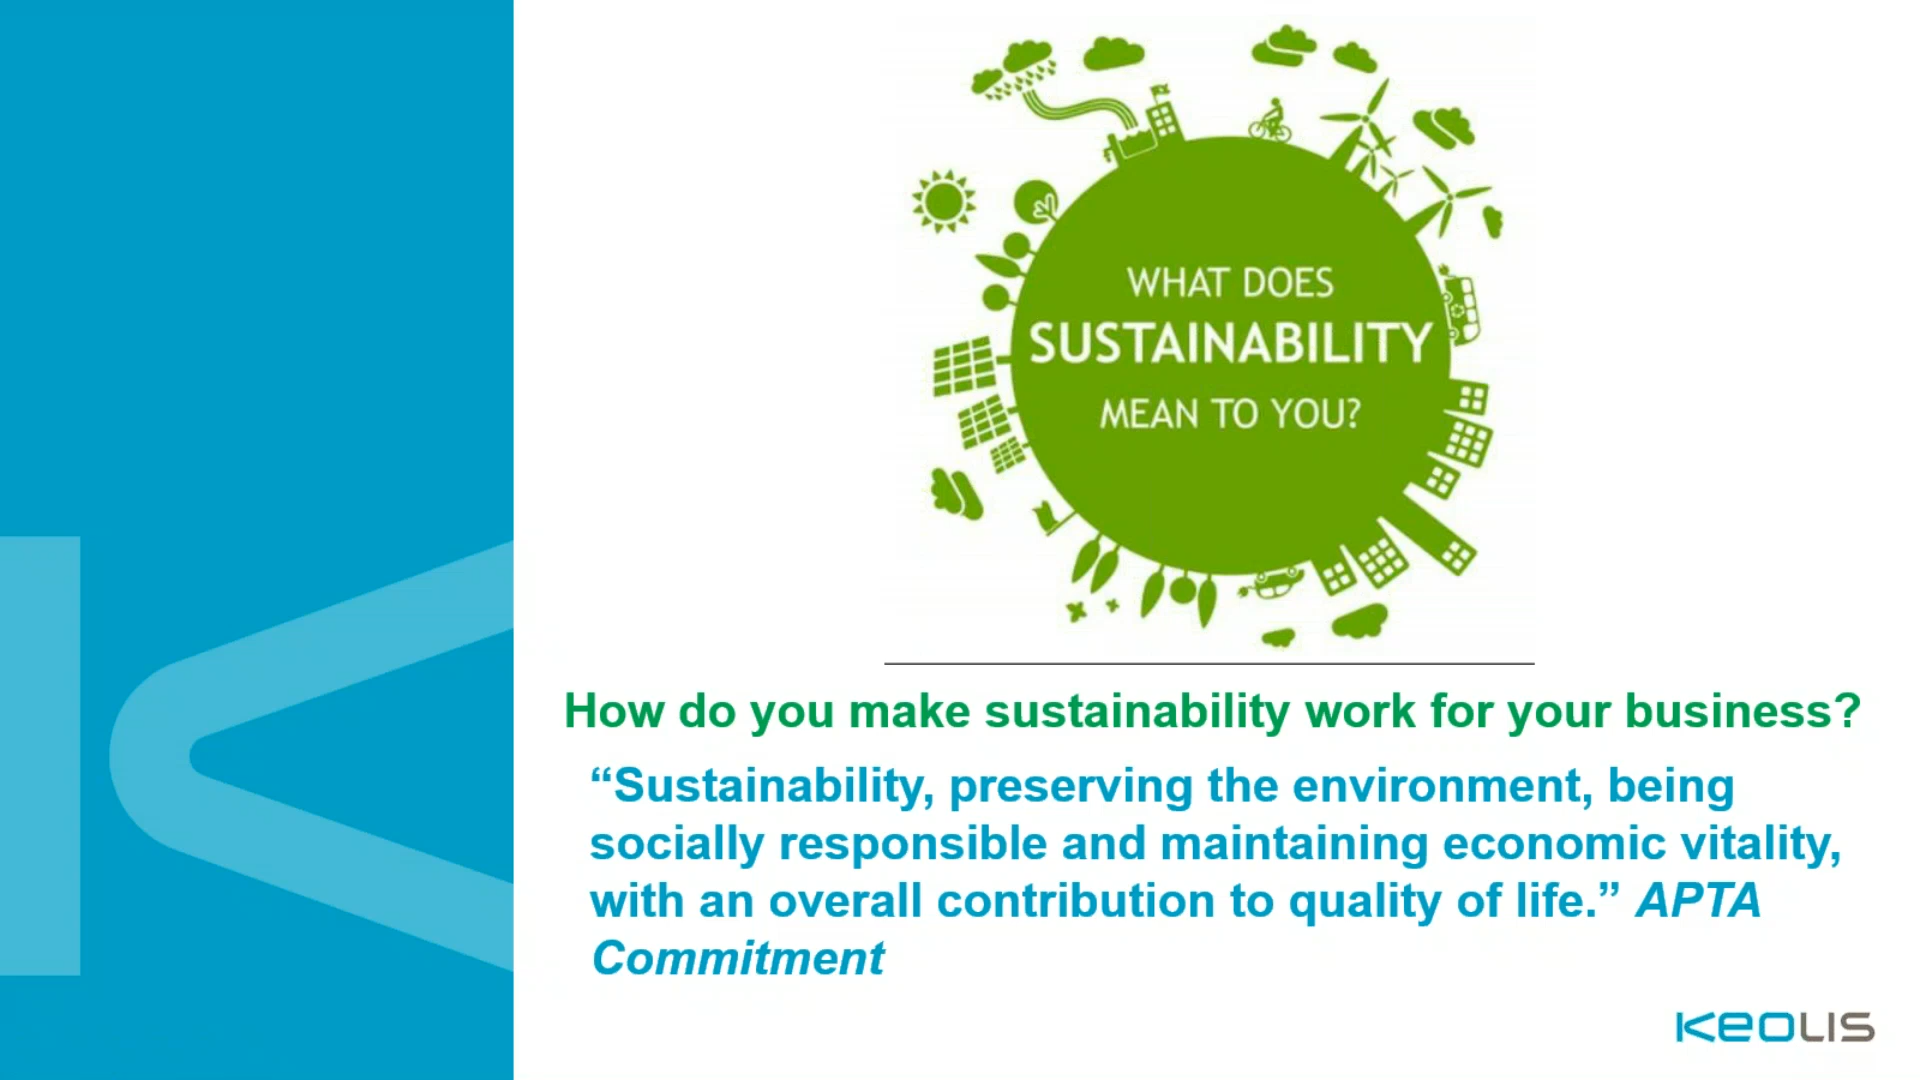 WHAT DOES
SUSTAINABILITY
MEAN TO YOU?
How do you make sustainability work for your business?
“Sustainability, preserving the environment, being
socially responsible and maintaining economic vitality,
with an overall contribution to quality of life.” APTA
Commitment
KEOLIS